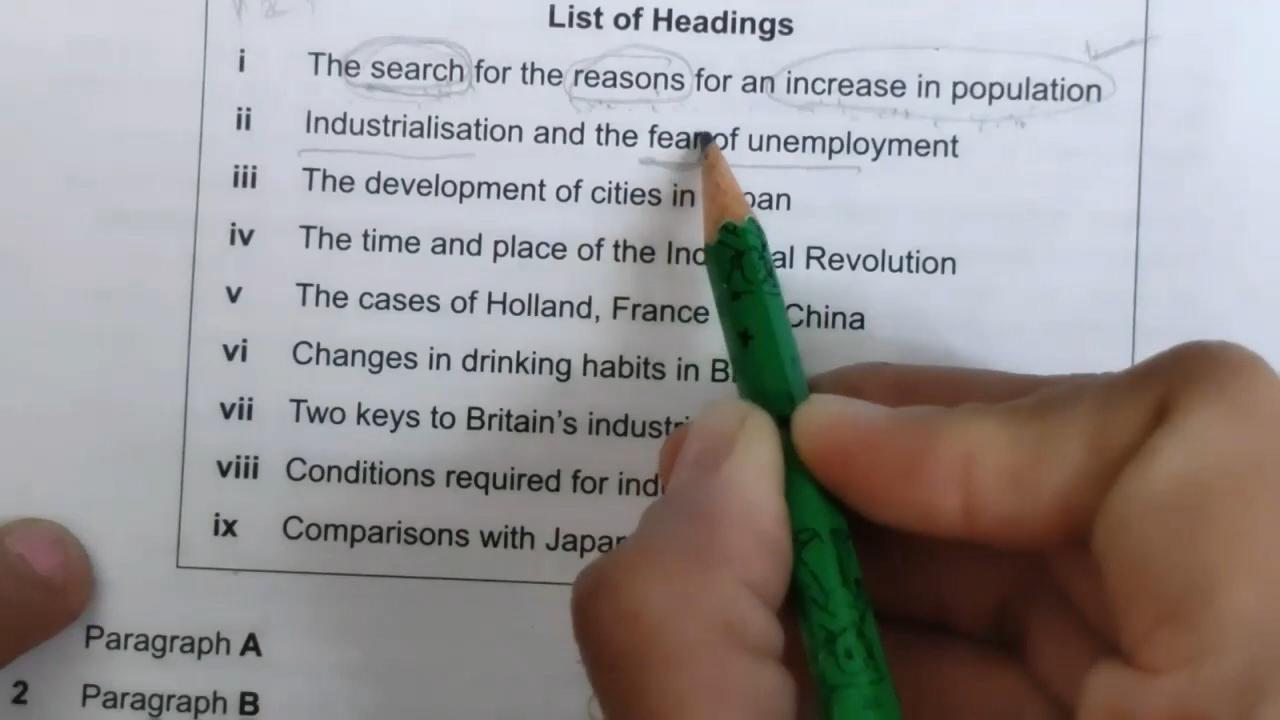 List of Headings
i The search for the reasons for an increase in population
ii Industrialisation and the fear of unemployment
iii The development of cities in
iv The time and place of the Revolution
v The cases of Holland, France China
vi Changes in drinking habits in
vii Two keys to Britain's
viii Conditions required for
ix Comparisons with
Paragraph A
2 Paragraph B